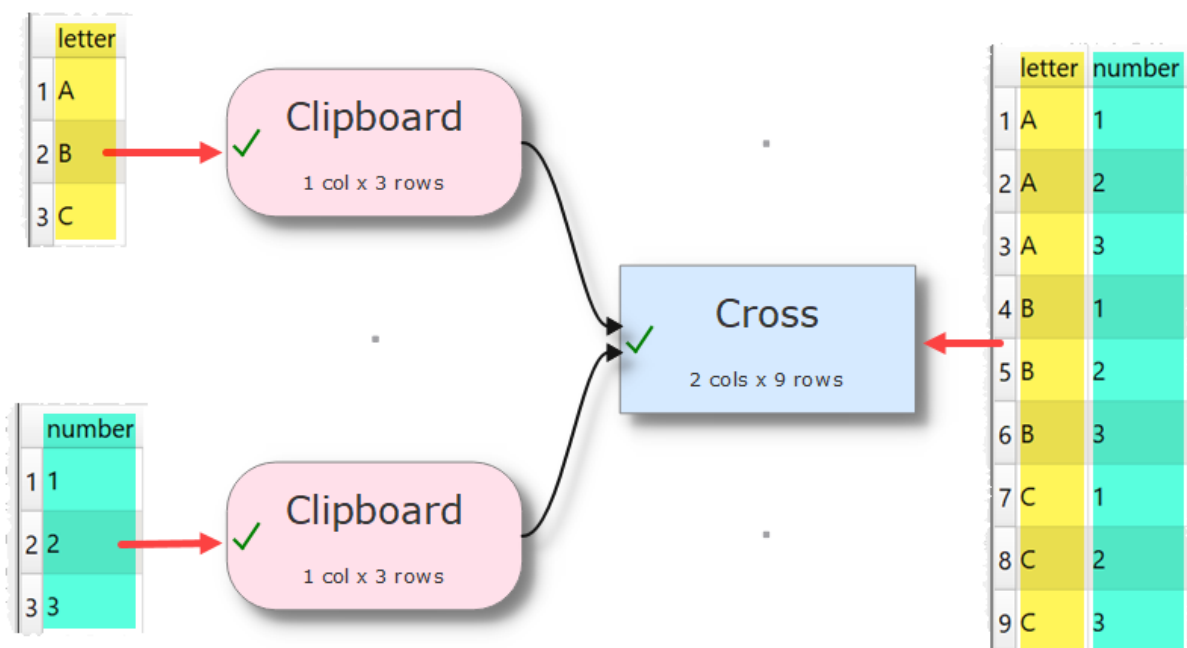 letter
1 A
2 B
3 C
Clipboard
1 col x 3 rows
number
1 1
2 2
3 3
Clipboard
1 col x 3 rows
Cross
2 cols x 9 rows
letter number
1 A 1
2 A 2
3 A 3
4 B 1
5 B 2
6 B 3
7 C 1
8 C 2
9 C 3